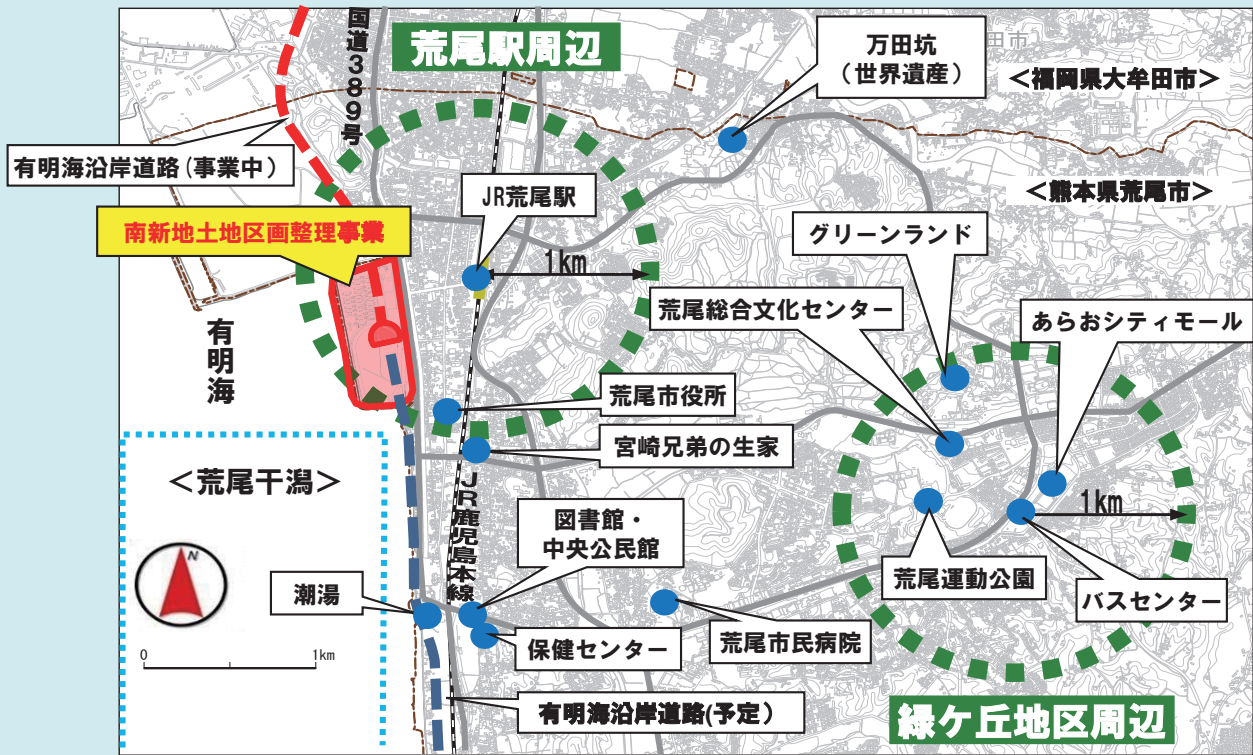 国道389号
荒尾駅周辺
万田坑
（世界遺産）
田市
＜福岡県大牟田市＞
有明海沿岸道路（事業中）
＜熊本県荒尾市＞
JR荒尾駅
南新地土地区画整理事業
グリーンランド
1km
荒尾総合文化センター
あらおシティモール
有明海
荒尾市役所
宮崎兄弟の生家
＜荒尾干潟＞
JR鹿児島本線
図書館・
中央公民館
1km
N
荒尾運動公園
潮湯
バスセンター
保健センター
荒尾市民病院
0
1km
有明海沿岸道路(予定）
緑ケ丘地区周辺